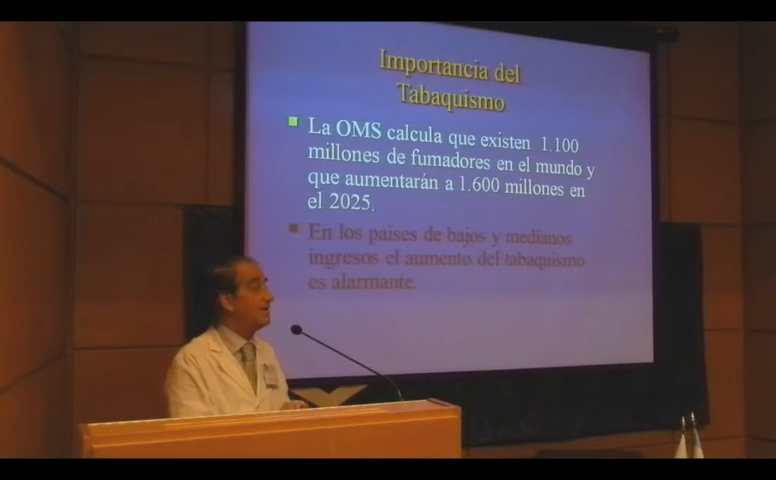 Importancia del
Tabaquismo
La OMS calcula que existen 1.100
millones de fumadores en el mundo y
que aumentarán a 1.600 millones en
el 2025.
En los paises de bajos y medianos
ingresos el aumento del tabaquismo
es alarmante.